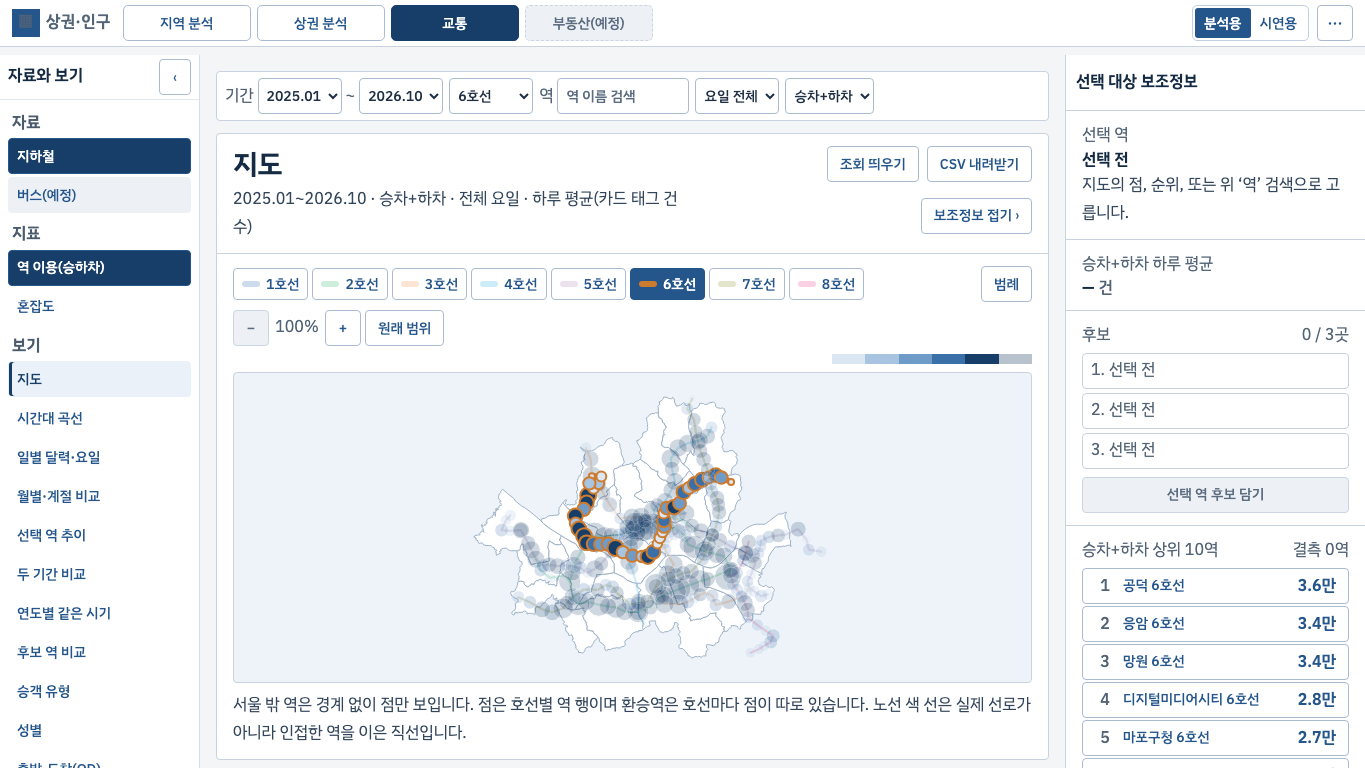 상권·인구
지역 분석
상권 분석
교통
부동산(예정)
분석용
시연용
···
자료와 보기
‹
자료
지하철
버스(예정)
지표
역 이용(승하차)
혼잡도
보기
지도
시간대 곡선
일별 달력·요일
월별·계절 비교
선택 역 추이
두 기간 비교
연도별 같은 시기
후보 역 비교
승객 유형
성별
기간 2025.01 ~ 2026.10 6호선 역 역 이름 검색 요일 전체 승차+하차
지도
조회 띄우기
CSV 내려받기
2025.01~2026.10 · 승차+하차 · 전체 요일 · 하루 평균(카드 태그 건
수)
보조정보 접기 ›
1호선
2호선
3호선
4호선
5호선
6호선
7호선
8호선
범례
− 100% + 원래 범위
서울 밖 역은 경계 없이 점만 보입니다. 점은 호선별 역 행이며 환승역은 호선마다 점이 따로 있습니다. 노선 색 선은 실제 선로가
아니라 인접한 역을 이은 직선입니다.
선택 대상 보조정보
선택 역
선택 전
지도의 점, 순위, 또는 위 ‘역’ 검색으로 고
릅니다.
승차+하차 하루 평균
— 건
후보 0 / 3곳
1. 선택 전
2. 선택 전
3. 선택 전
선택 역 후보 담기
승차+하차 상위 10역 결측 0역
1 공덕 6호선 3.6만
2 응암 6호선 3.4만
3 망원 6호선 3.4만
4 디지털미디어시티 6호선 2.8만
5 마포구청 6호선 2.7만